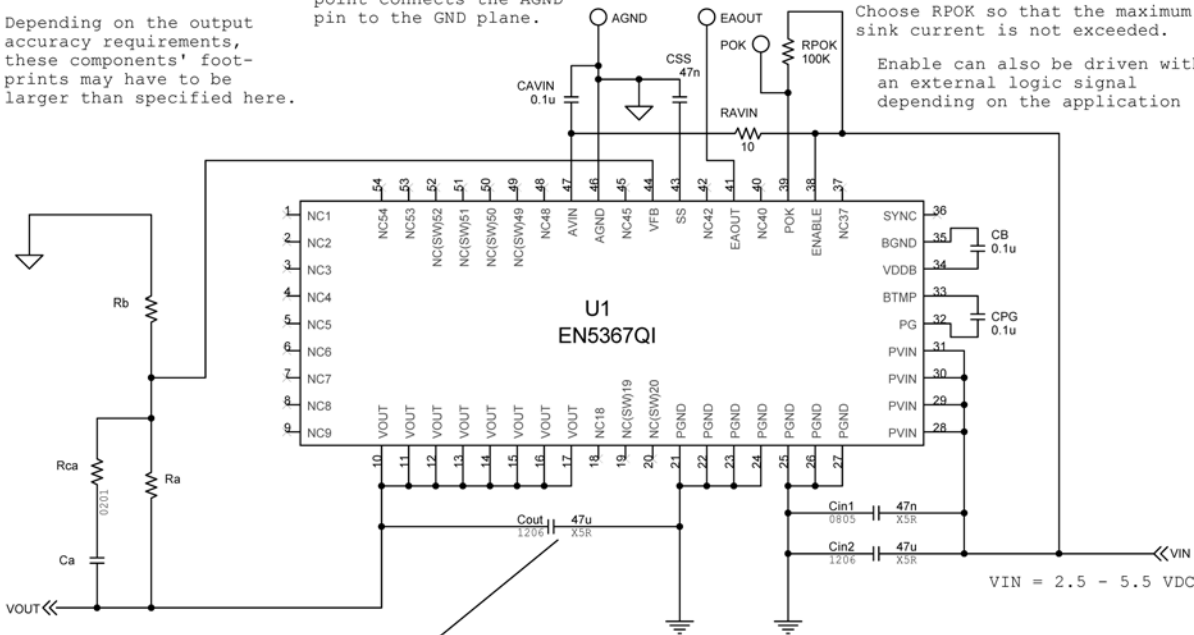 point connects the AGND
pin to the GND plane.
Depending on the output
accuracy requirements,
these components' foot-
prints may have to be
larger than specified here.
Choose RPOK so that the maximum
sink current is not exceeded.
Enable can also be driven with
an external logic signal
depending on the application
AGND
EAOUT
POK
RPOK
100K
CSS
47n
CAVIN
0.1u
RAVIN
10
54
53
52
51
50
49
48
47
46
45
44
43
42
41
40
39
38
37
NC54
NC53
NC(SW)52
NC(SW)51
NC(SW)50
NC(SW)49
NC48
AVIN
AGND
NC45
VFB
SS
NC42
EAOUT
NC40
POK
ENABLE
NC37
1 NC1
2 NC2
3 NC3
4 NC4
5 NC5
6 NC6
7 NC7
8 NC8
9 NC9
U1
EN5367QI
SYNC 36
BGND 35
VDDB 34
BTMP 33
PG 32
PVIN 31
PVIN 30
PVIN 29
PVIN 28
CB
0.1u
CPG
0.1u
VOUT
VOUT
VOUT
VOUT
VOUT
VOUT
VOUT
VOUT
NC18
NC(SW)19
NC(SW)20
PGND
PGND
PGND
PGND
PGND
PGND
PGND
10
11
12
13
14
15
16
17
18
19
20
21
22
23
24
25
26
27
Rb
Rca
0201
Ra
Ca
VOUT
Cout 47u
1206 X5R
Cin1 47n
0805 X5R
Cin2 47u
1206 X5R
VIN
VIN = 2.5 - 5.5 VDC